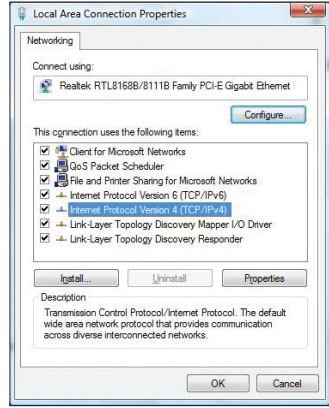 Local Area Connection Properties
Networking
Connect using:
Realtek RTL8168B/8111B Family PCI-E Gigabit Ethernet
Configure...
This connection uses the following items:
Client for Microsoft Networks
QoS Packet Scheduler
File and Printer Sharing for Microsoft Networks
Internet Protocol Version 6 (TCP/IPv6)
Internet Protocol Version 4 (TCP/IPv4)
Link-Layer Topology Discovery Mapper I/O Driver
Link-Layer Topology Discovery Responder
Install... Uninstall Properties
Description
Transmission Control Protocol/Internet Protocol. The default
wide area network protocol that provides communication
across diverse interconnected networks.
OK Cancel